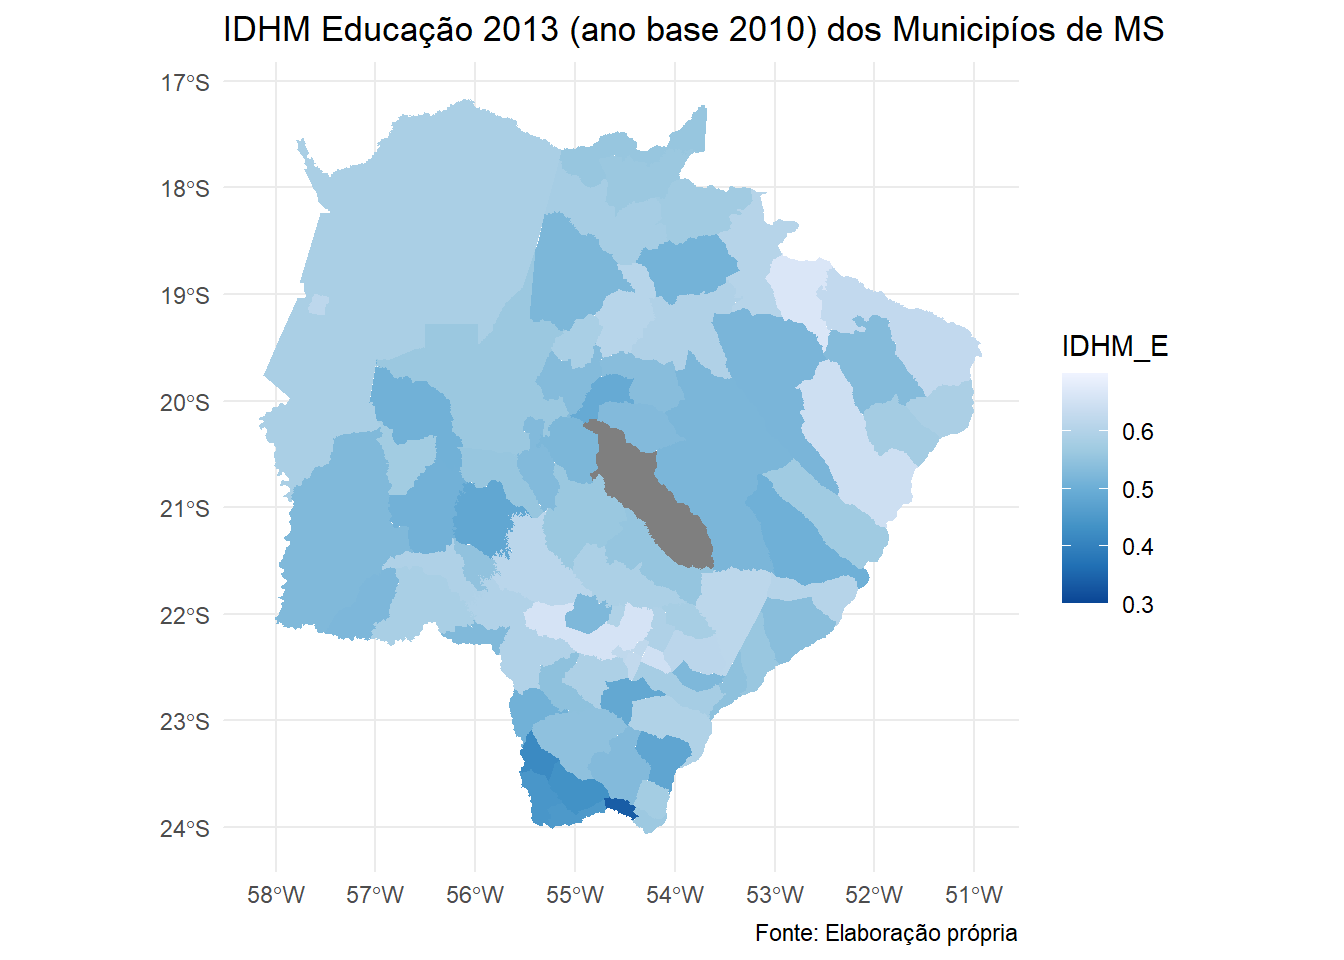 IDHM Educação 2013 (ano base 2010) dos Municipíos de MS
17°S
18°S
19°S
20°S
21°S
22°S
23°S
24°S
58°W 57°W 56°W 55°W 54°W 53°W 52°W 51°W
IDHM_E
0.6
0.5
0.4
0.3
Fonte: Elaboração própria